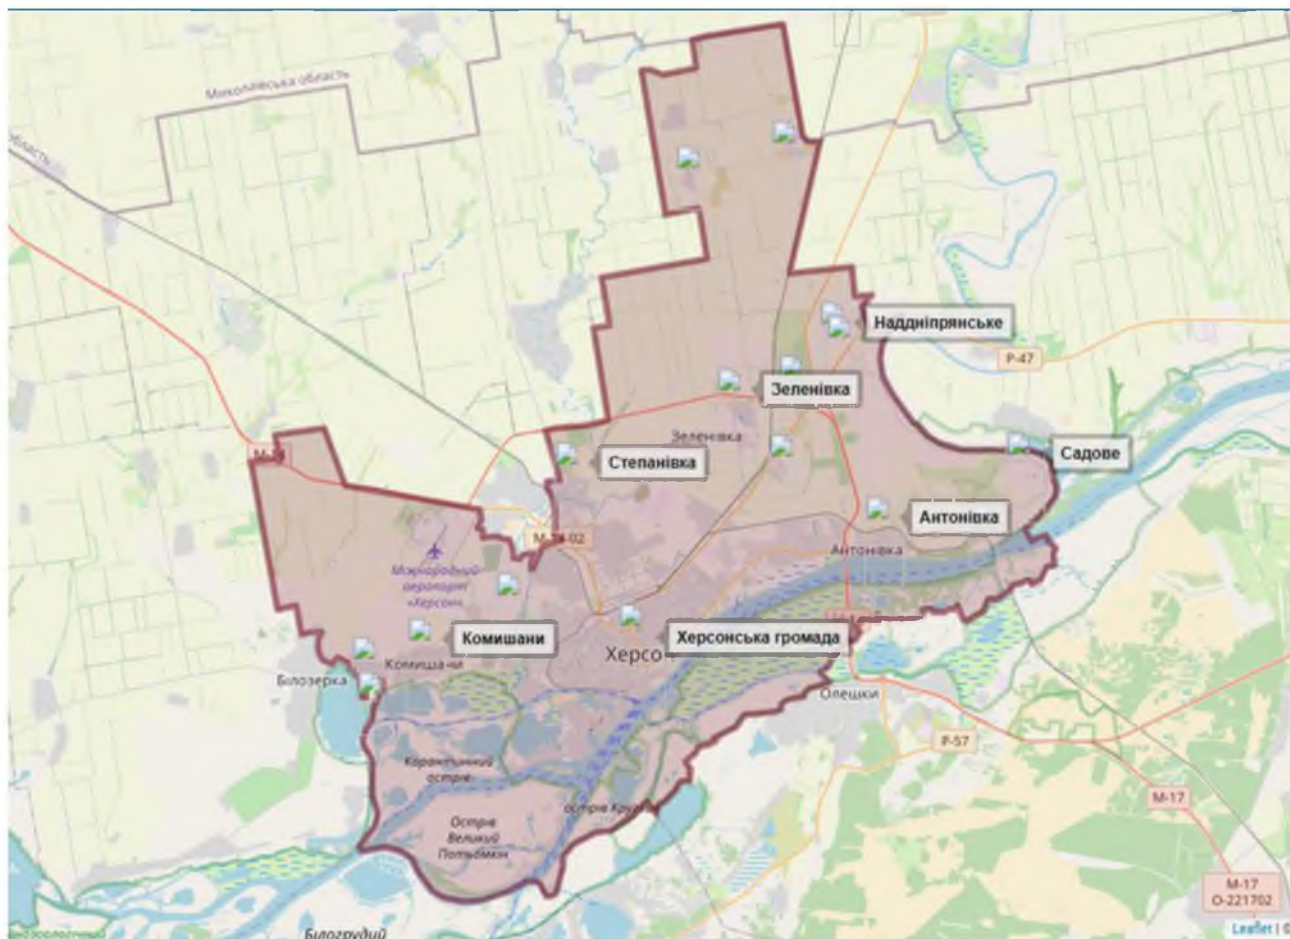 Миколаївська область
область
Наддніпрянське
Р-47
Зеленівка
Зеленівка
Степанівка
Садове
Антонівка
Антонівка
Міжнародний
аеропорт
«Херсон»
Комишани
Комишани
Херсонська громада
Херсо
Білозерка
Олешки
Р-57
Карантинний
острів
Острів
Великий
Потьомкін
острів Круглий
М-17
М-17
О-221702
Білогрудий
Leaflet